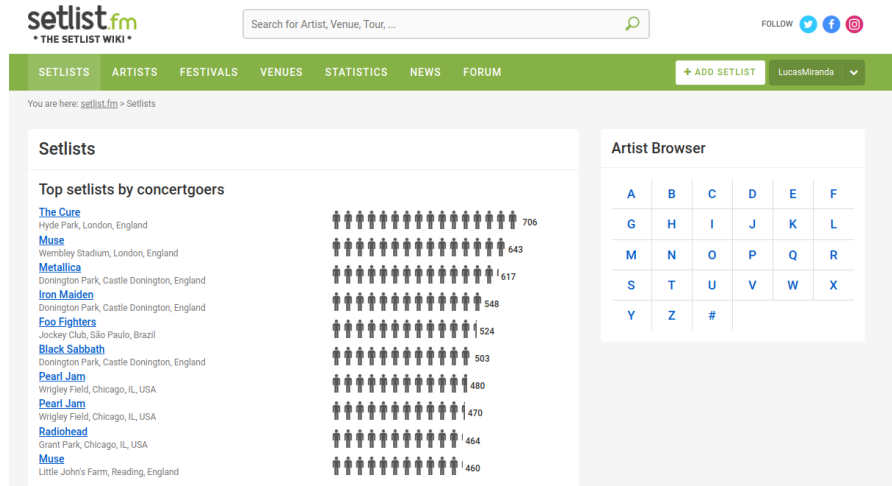 setlist.fm
* THE SETLIST WIKI *
Search for Artist, Venue, Tour, ...
FOLLOW
SETLISTS ARTISTS FESTIVALS VENUES STATISTICS NEWS FORUM
+ ADD SETLIST LucasMiranda
You are here: setlist.fm > Setlists
Setlists
Top setlists by concertgoers
The Cure
Hyde Park, London, England
706
Muse
Wembley Stadium, London, England
643
Metallica
Donington Park, Castle Donington, England
617
Iron Maiden
Donington Park, Castle Donington, England
548
Foo Fighters
Jockey Club, São Paulo, Brazil
524
Black Sabbath
Donington Park, Castle Donington, England
503
Pearl Jam
Wrigley Field, Chicago, IL, USA
480
Pearl Jam
Wrigley Field, Chicago, IL, USA
470
Radiohead
Grant Park, Chicago, IL, USA
464
Muse
Little John's Farm, Reading, England
460
Artist Browser
A B C D E F
G H I J K L
M N O P Q R
S T U V W X
Y Z #